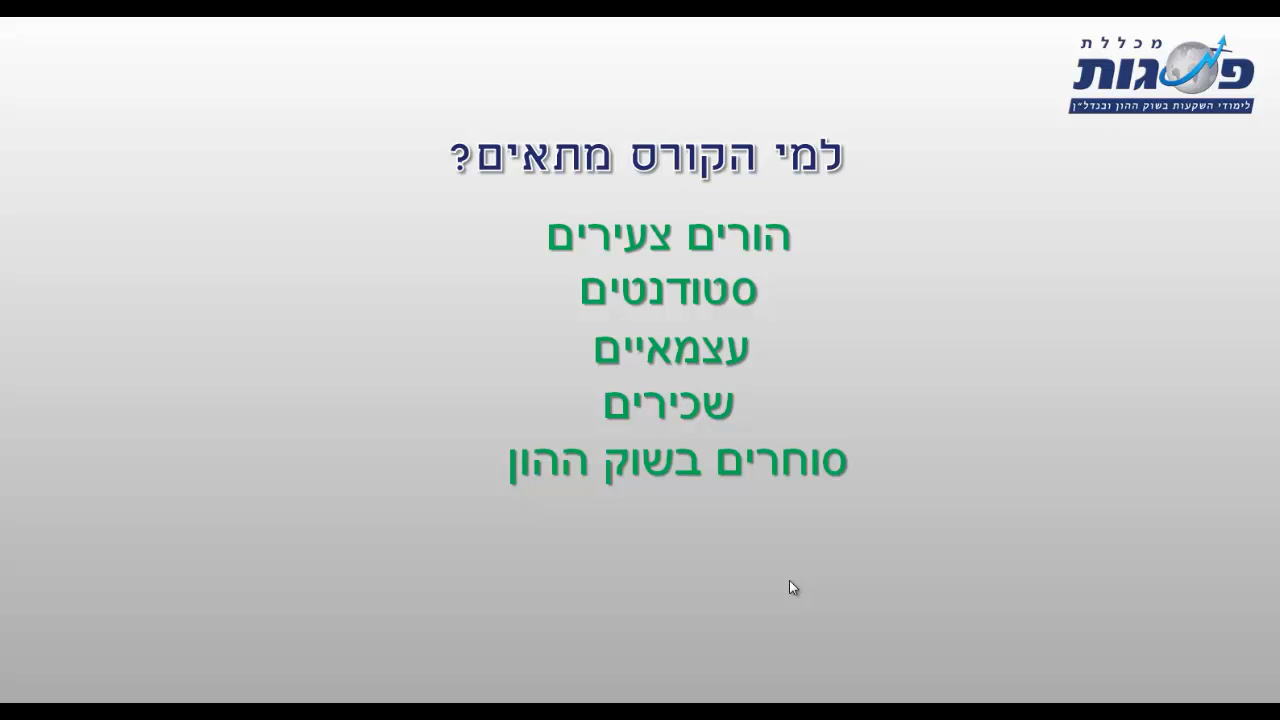 מכללת
פסגות
לימודי השקעות בשוק ההון ובנדל"ן
למי הקורס מתאים?
הורים צעירים
סטודנטים
עצמאיים
שכירים
סוחרים בשוק ההון